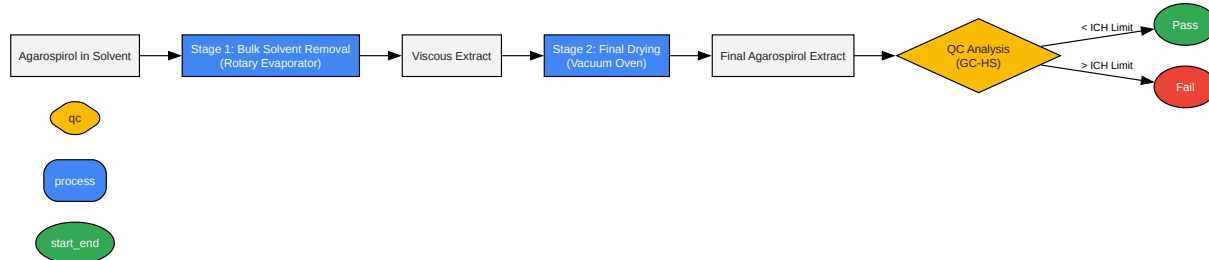 Agarospirol in Solvent
Stage 1: Bulk Solvent Removal
(Rotary Evaporator)
Viscous Extract
Stage 2: Final Drying
(Vacuum Oven)
Final Agarospirol Extract
QC Analysis
(GC-HS)
< ICH Limit
Pass
> ICH Limit
Fail
qc
process
start_end